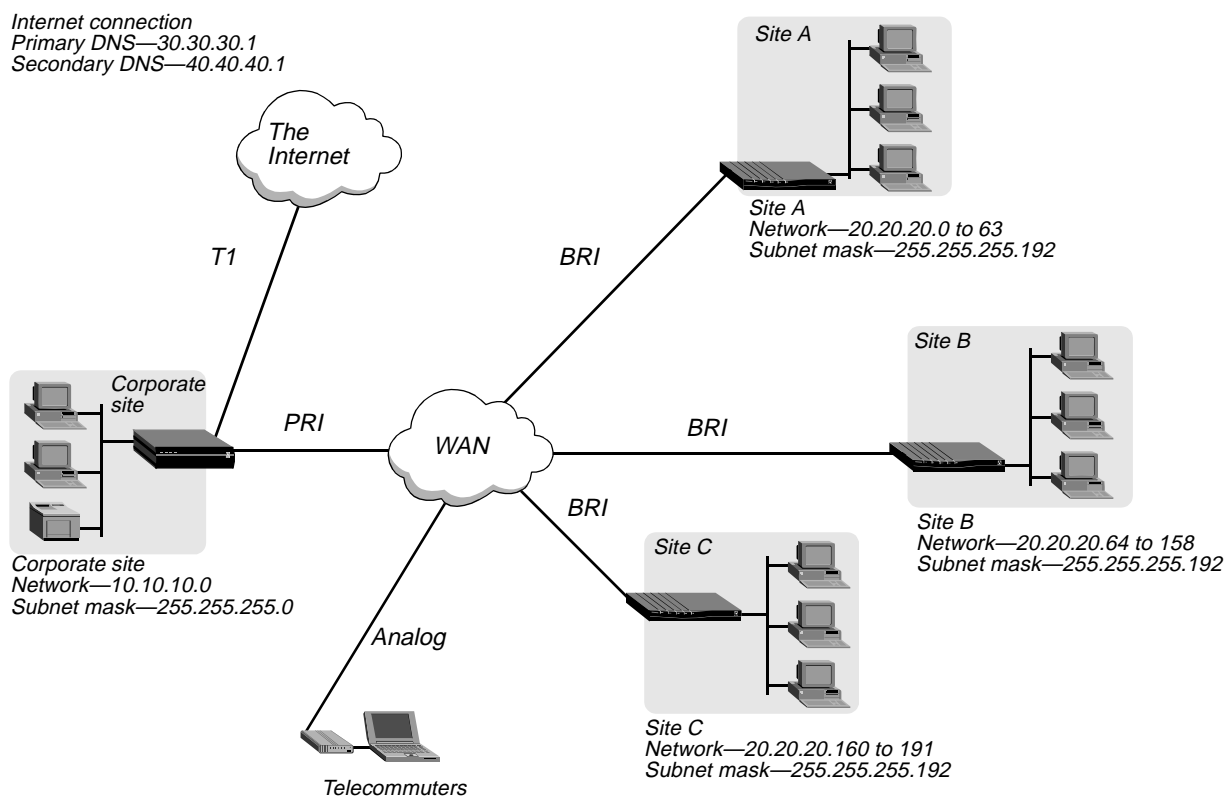 Internet connection
Primary DNS—30.30.30.1
Secondary DNS—40.40.40.1
The
Internet
T1
Corporate
site
PRI
WAN
Corporate site
Network—10.10.10.0
Subnet mask—255.255.255.0
Analog
Telecommuters
BRI
Site A
Site A
Network—20.20.20.0 to 63
Subnet mask—255.255.255.192
BRI
Site B
Site B
Network—20.20.20.64 to 158
Subnet mask—255.255.255.192
BRI
Site C
Site C
Network—20.20.20.160 to 191
Subnet mask—255.255.255.192